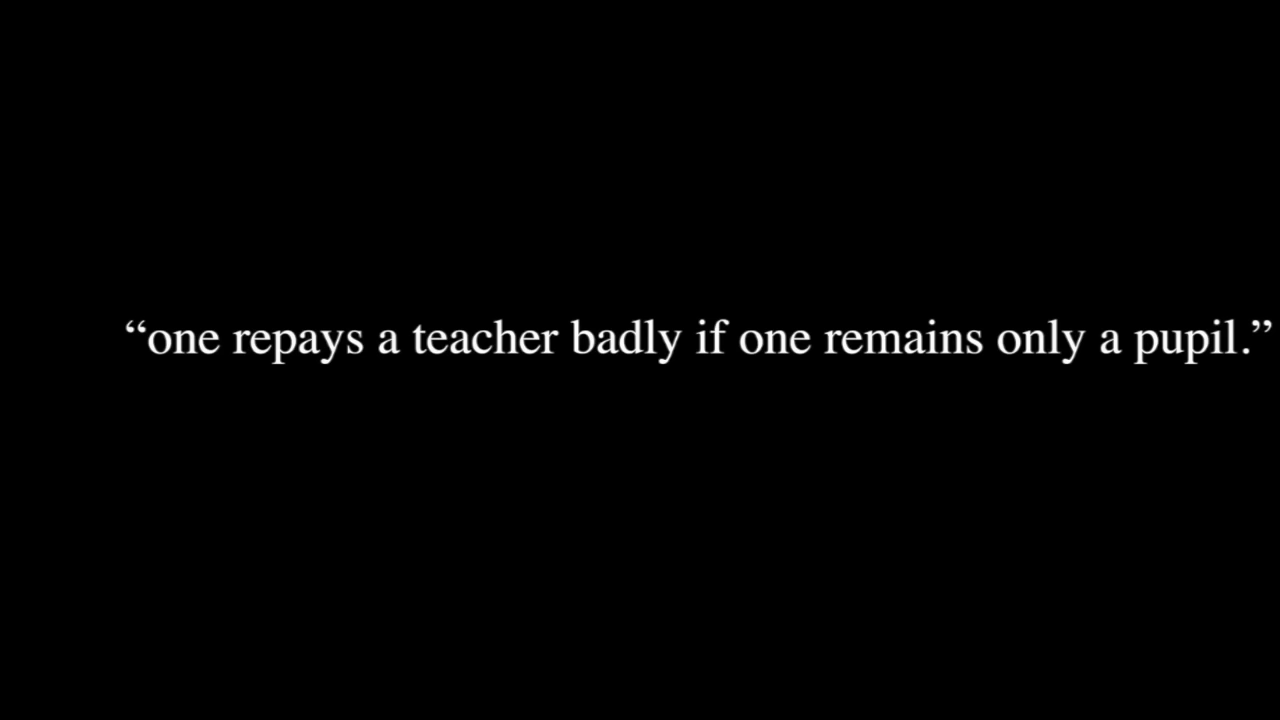 “one repays a teacher badly if one remains only a pupil.”